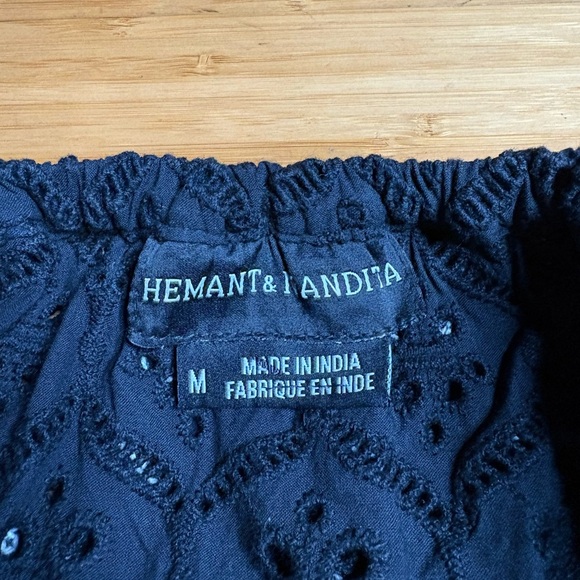 HEMANT & NANDITA
M
MADE IN INDIA
FABRIQUE EN INDE